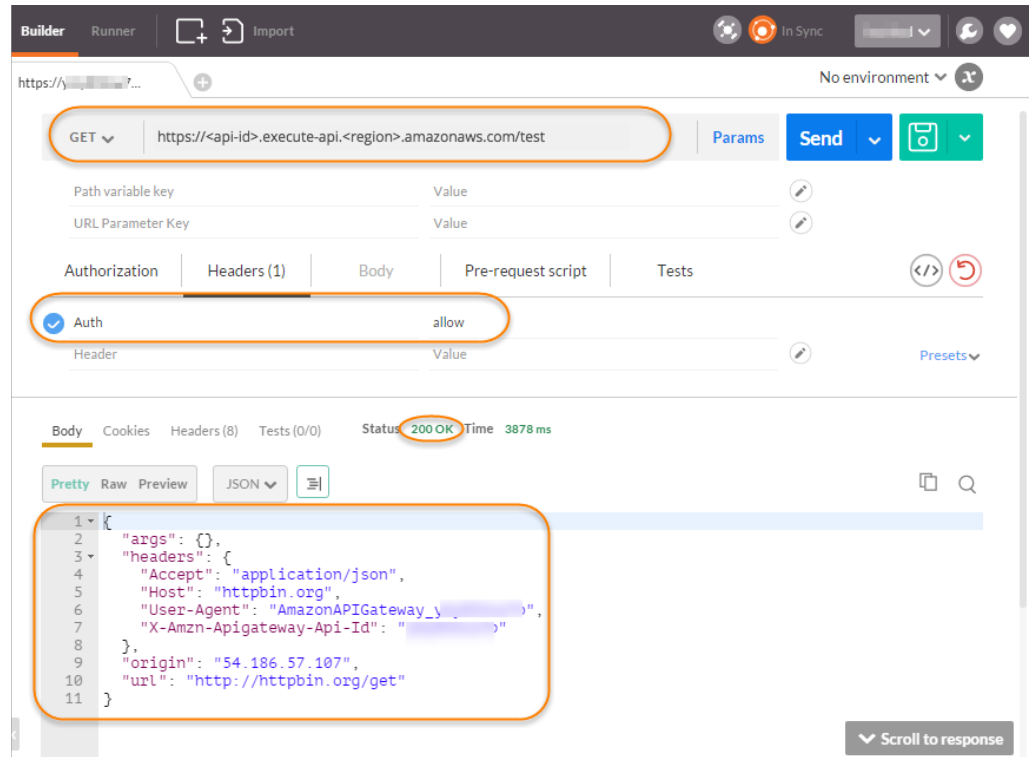 Builder Runner Import In Sync
https://y 7... No environment
GET https://<api-id>.execute-api.<region>.amazonaws.com/test Params Send
Path variable key Value
URL Parameter Key Value
Authorization Headers (1) Body Pre-request script Tests
Auth allow
Header Value Presets
Body Cookies Headers (8) Tests (0/0) Status 200 OK Time 3878 ms
Pretty Raw Preview JSON
1 {
2 "args": {},
3 "headers": {
4 "Accept": "application/json",
5 "Host": "httpbin.org",
6 "User-Agent": "AmazonAPIGateway_y ",
7 "X-Amzn-Apigateway-Api-Id": " "
8 },
9 "origin": "54.186.57.107",
10 "url": "http://httpbin.org/get"
11 }
Scroll to response